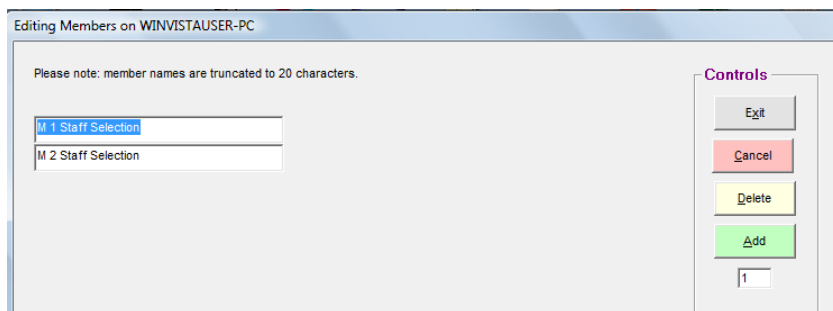 Editing Members on WINVISTAUSER-PC
Please note: member names are truncated to 20 characters.
M 1 Staff Selection
M 2 Staff Selection
Controls
Exit
Cancel
Delete
Add
1